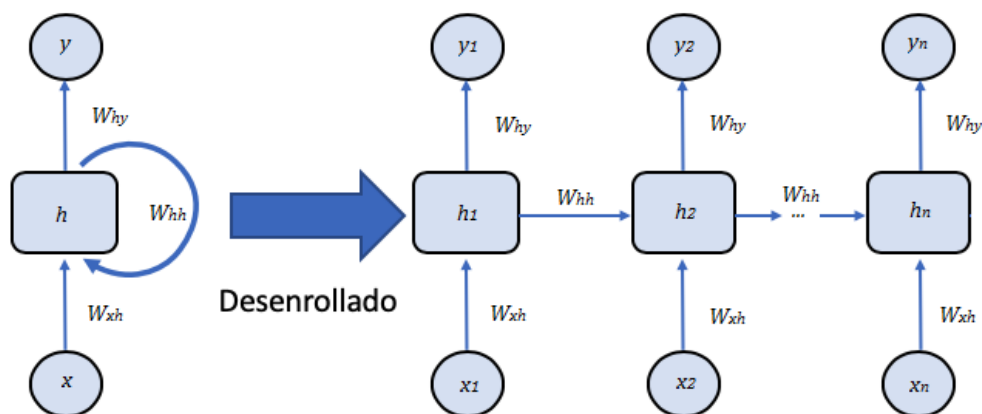 y y1 y2 yn
Why Why Why Why
h Whh h1 Whh h2 Whh ... hn
Desenrollado
Wxh Wxh Wxh Wxh
x x1 x2 xn